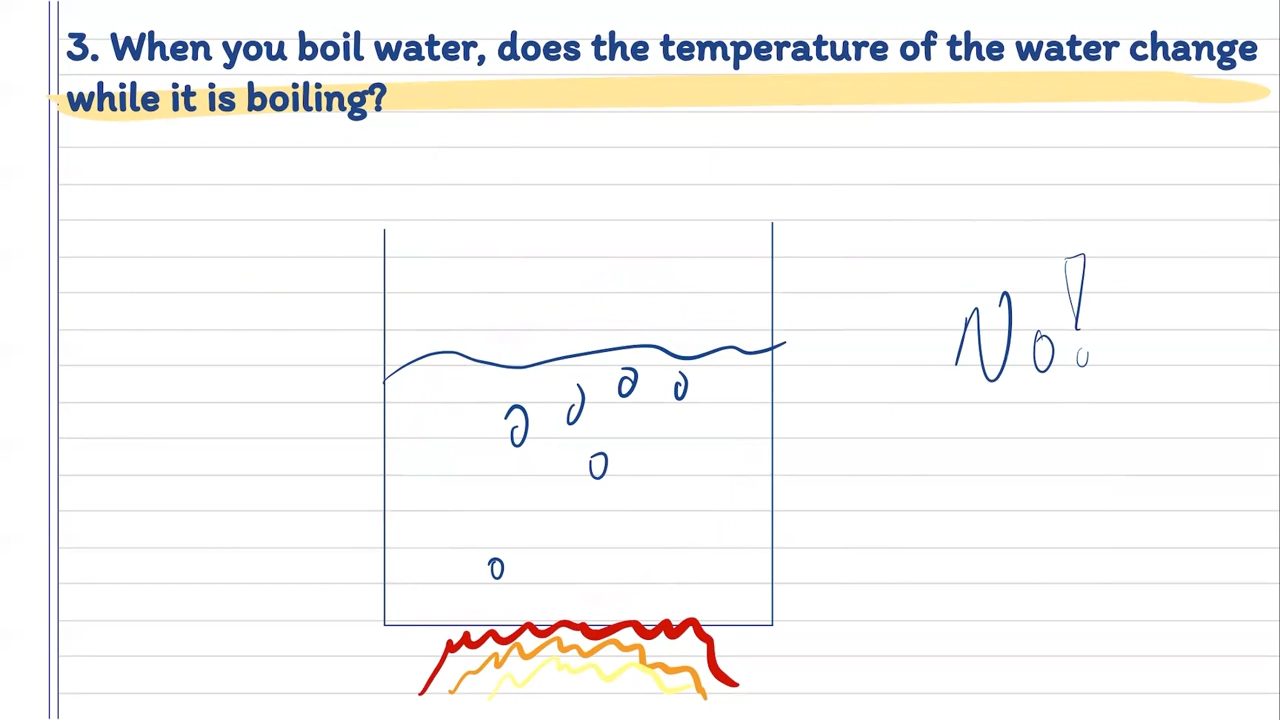 3. When you boil water, does the temperature of the water change
while it is boiling?
No!